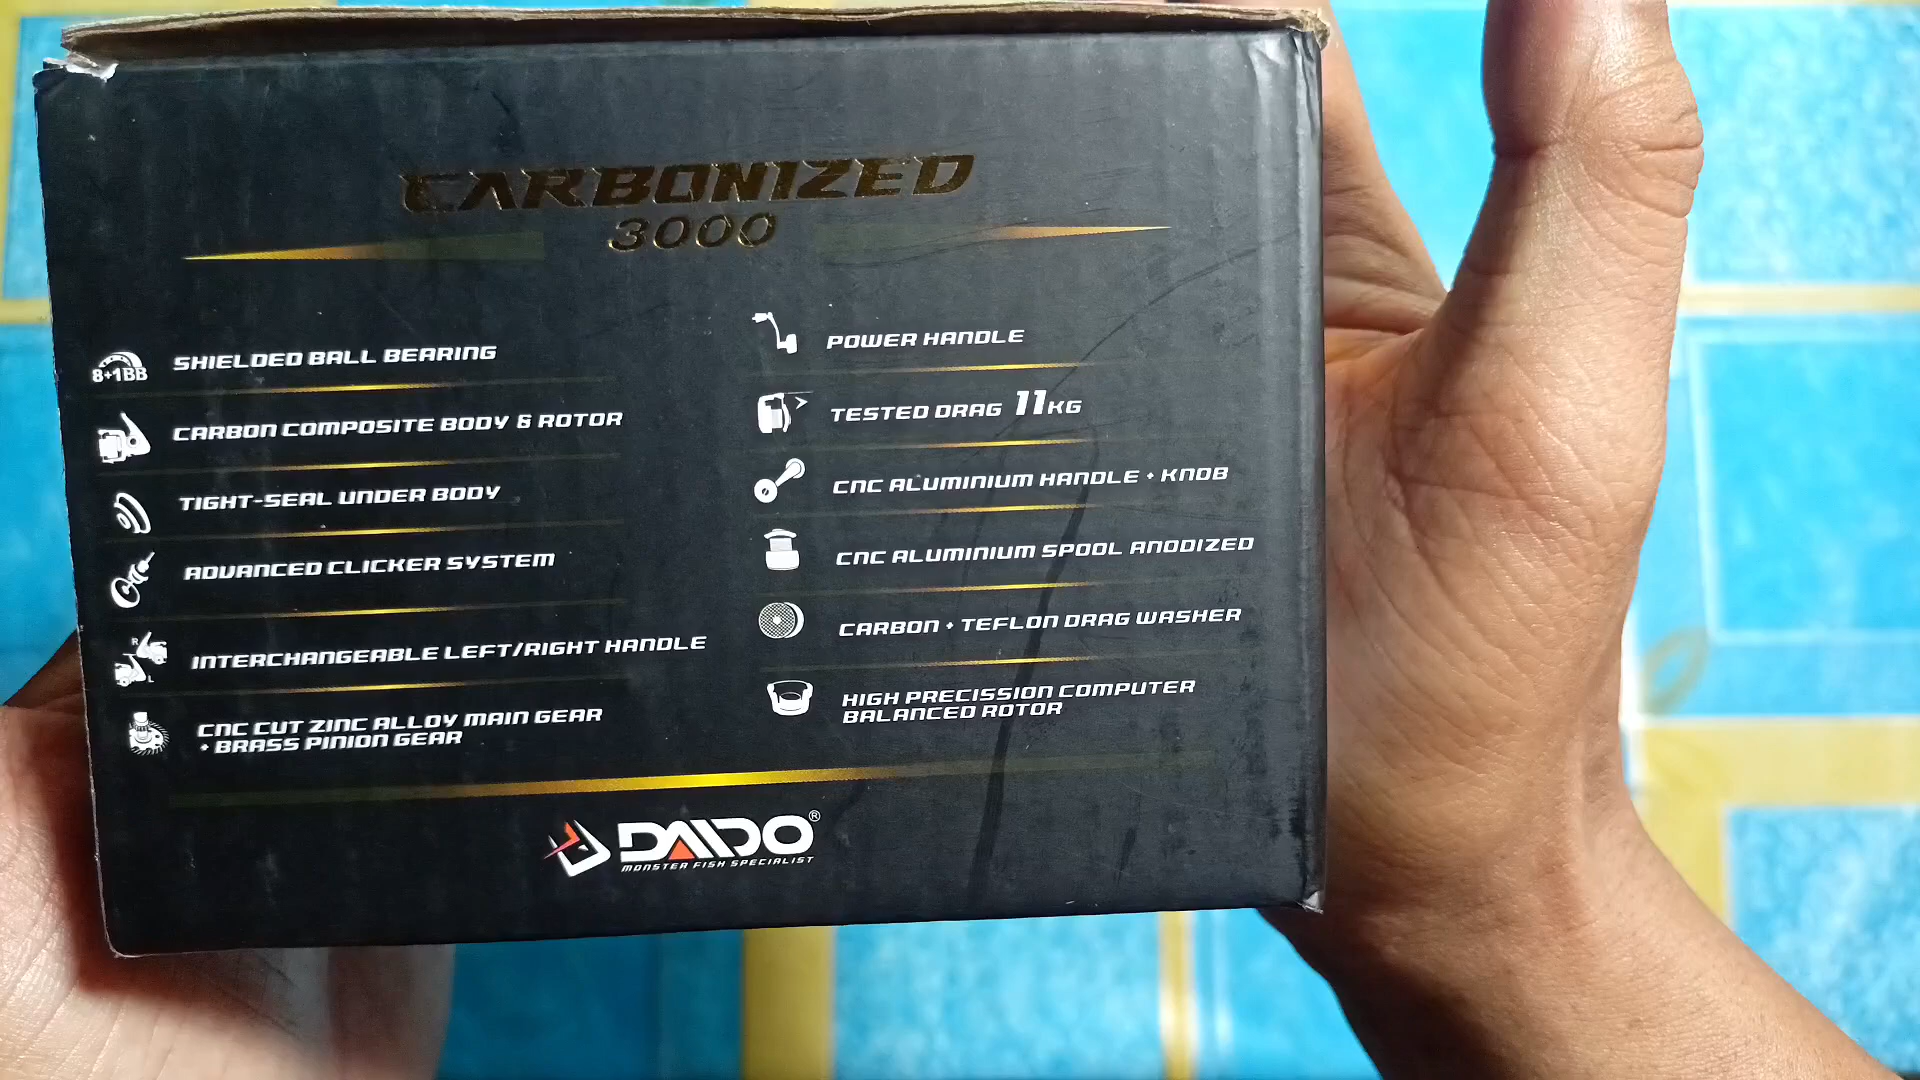 CARBONIZED
3000
8+1BB
SHIELDED BALL BEARING
CARBON COMPOSITE BODY & ROTOR
TIGHT-SEAL UNDER BODY
ADVANCED CLICKER SYSTEM
R
L
INTERCHANGEABLE LEFT/RIGHT HANDLE
CNC CUT ZINC ALLOY MAIN GEAR
+ BRASS PINION GEAR
POWER HANDLE
TESTED DRAG 11KG
CNC ALUMINIUM HANDLE + KNOB
CNC ALUMINIUM SPOOL ANODIZED
CARBON + TEFLON DRAG WASHER
HIGH PRECISSION COMPUTER
BALANCED ROTOR
DAIDO®
MONSTER FISH SPECIALIST